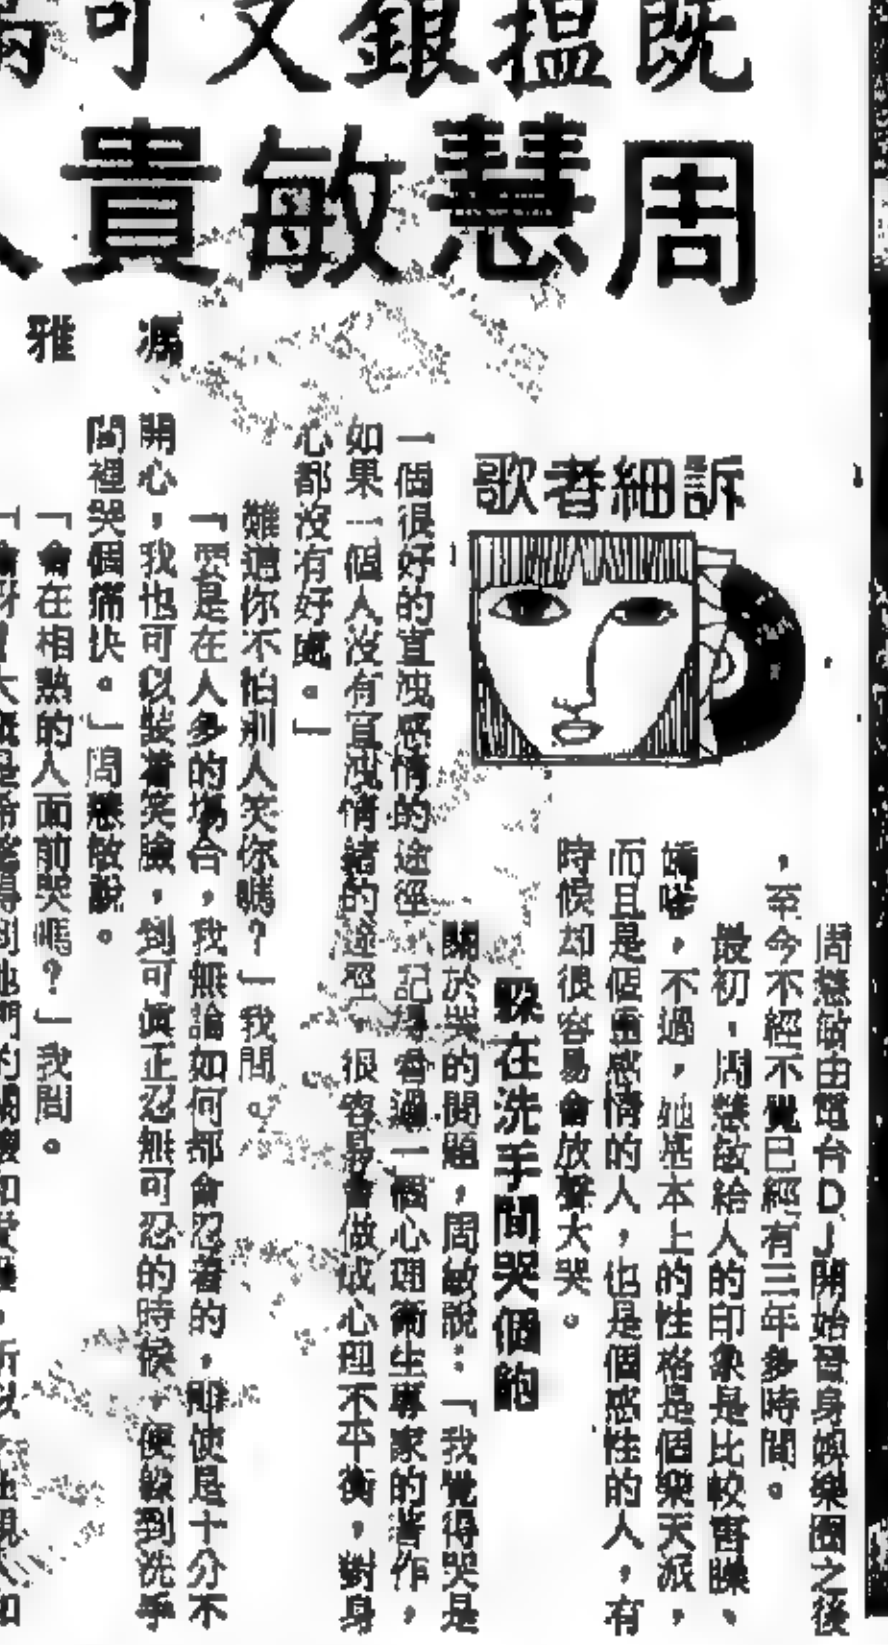 既搵銀又可
周慧敏貴人
馮雅
歌者細訴
周慧敏由電台DJ開始晉身娛樂圈之後
，至今不經不覺已經有三年多時間。
最初，周慧敏給人的印象是比較害臊、
嬌嗲，不過，她基本上的性格是個樂天派，
而且是個重感情的人，也是個感性的人，有
時候却很容易會放聲大哭。
躲在洗手間哭個飽
關於哭的問題，周敏說：「我覺得哭是
一個很好的宣洩感情的途徑，記得看過一個心理衞生專家的著作，
如果一個人沒有宣洩情緒的途徑，很容易會做成心理不平衡，對身
心都沒有好處。」
難道你不怕別人笑你嗎？」我問。
「要是在人多的場合，我無論如何都會忍着的，即使是十分不
開心，我也可以裝着笑臉，到可真正忍無可忍的時候，便躲到洗手
間裡哭個痛快。」周慧敏說。
「會在相熟的人面前哭嗎？」我問。